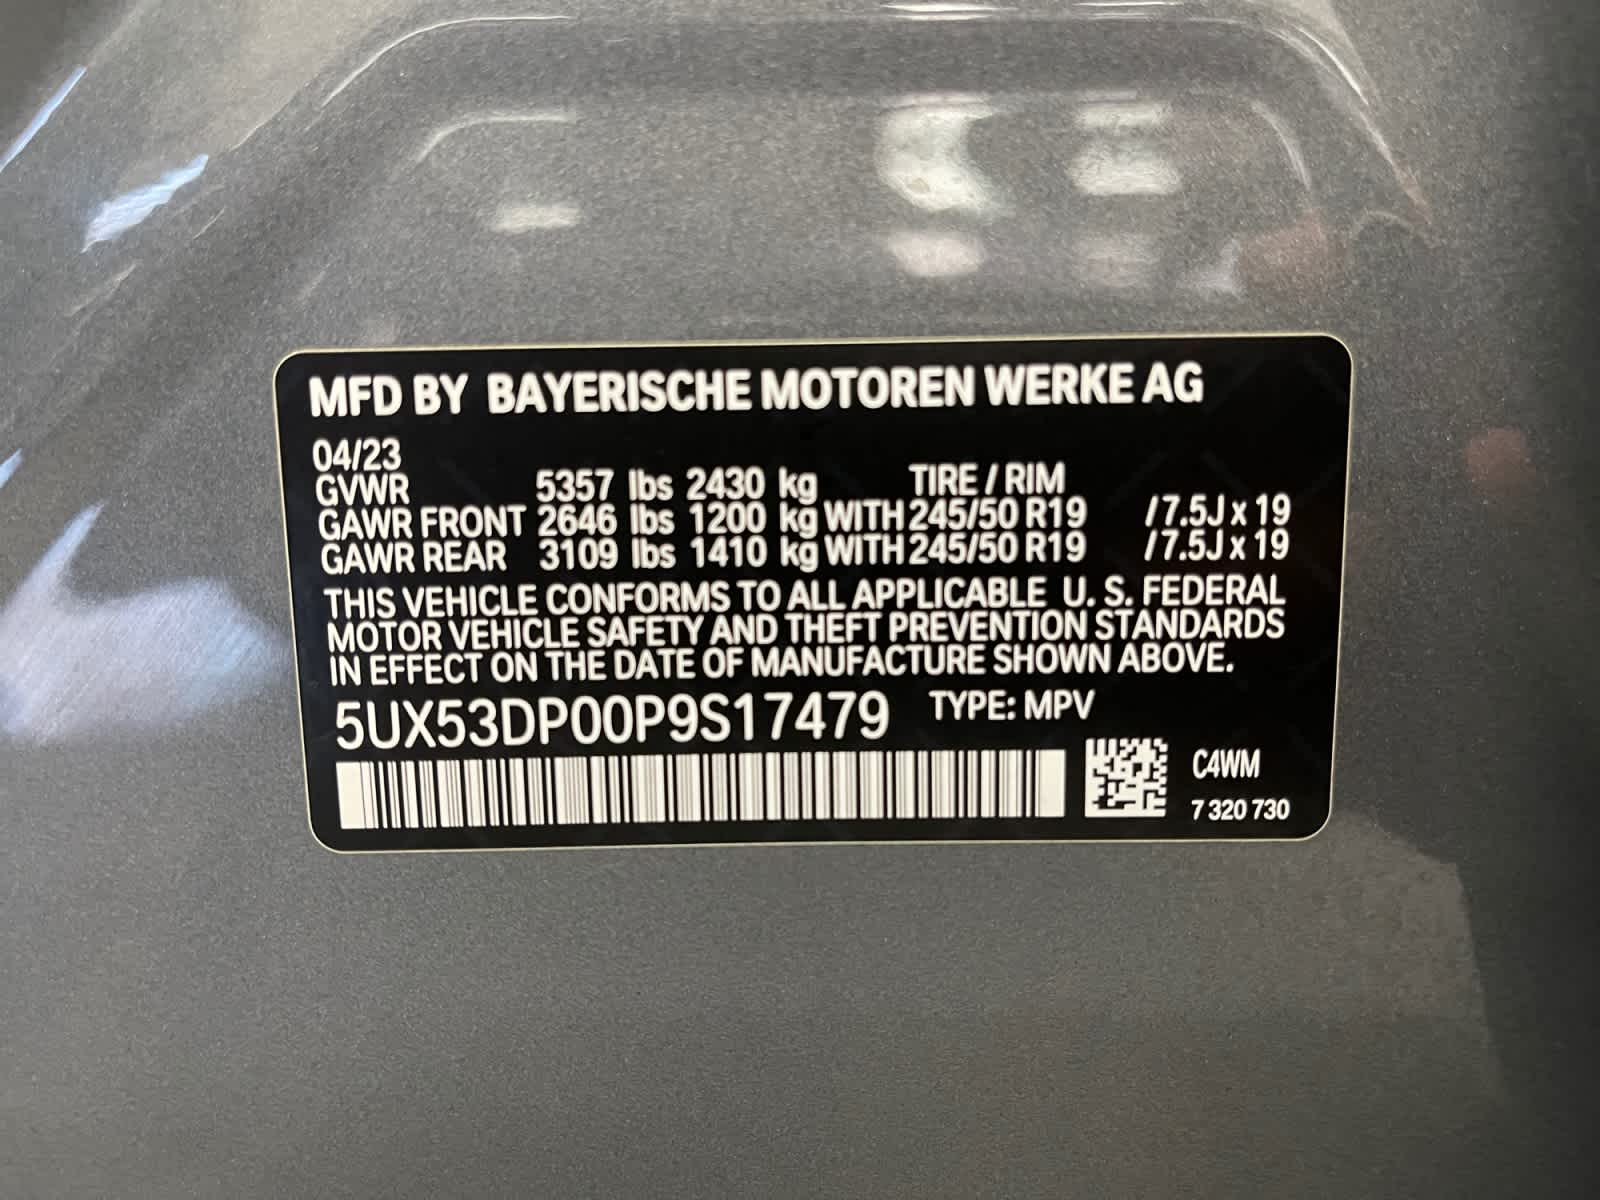 MFD BY BAYERISCHE MOTOREN WERKE AG
04/23
GVWR 5357 lbs 2430 kg TIRE / RIM
GAWR FRONT 2646 lbs 1200 kg WITH 245/50 R19 / 7.5J x 19
GAWR REAR 3109 lbs 1410 kg WITH 245/50 R19 / 7.5J x 19
THIS VEHICLE CONFORMS TO ALL APPLICABLE U. S. FEDERAL
MOTOR VEHICLE SAFETY AND THEFT PREVENTION STANDARDS
IN EFFECT ON THE DATE OF MANUFACTURE SHOWN ABOVE.
5UX53DP00P9S17479 TYPE: MPV
C4WM
7 320 730